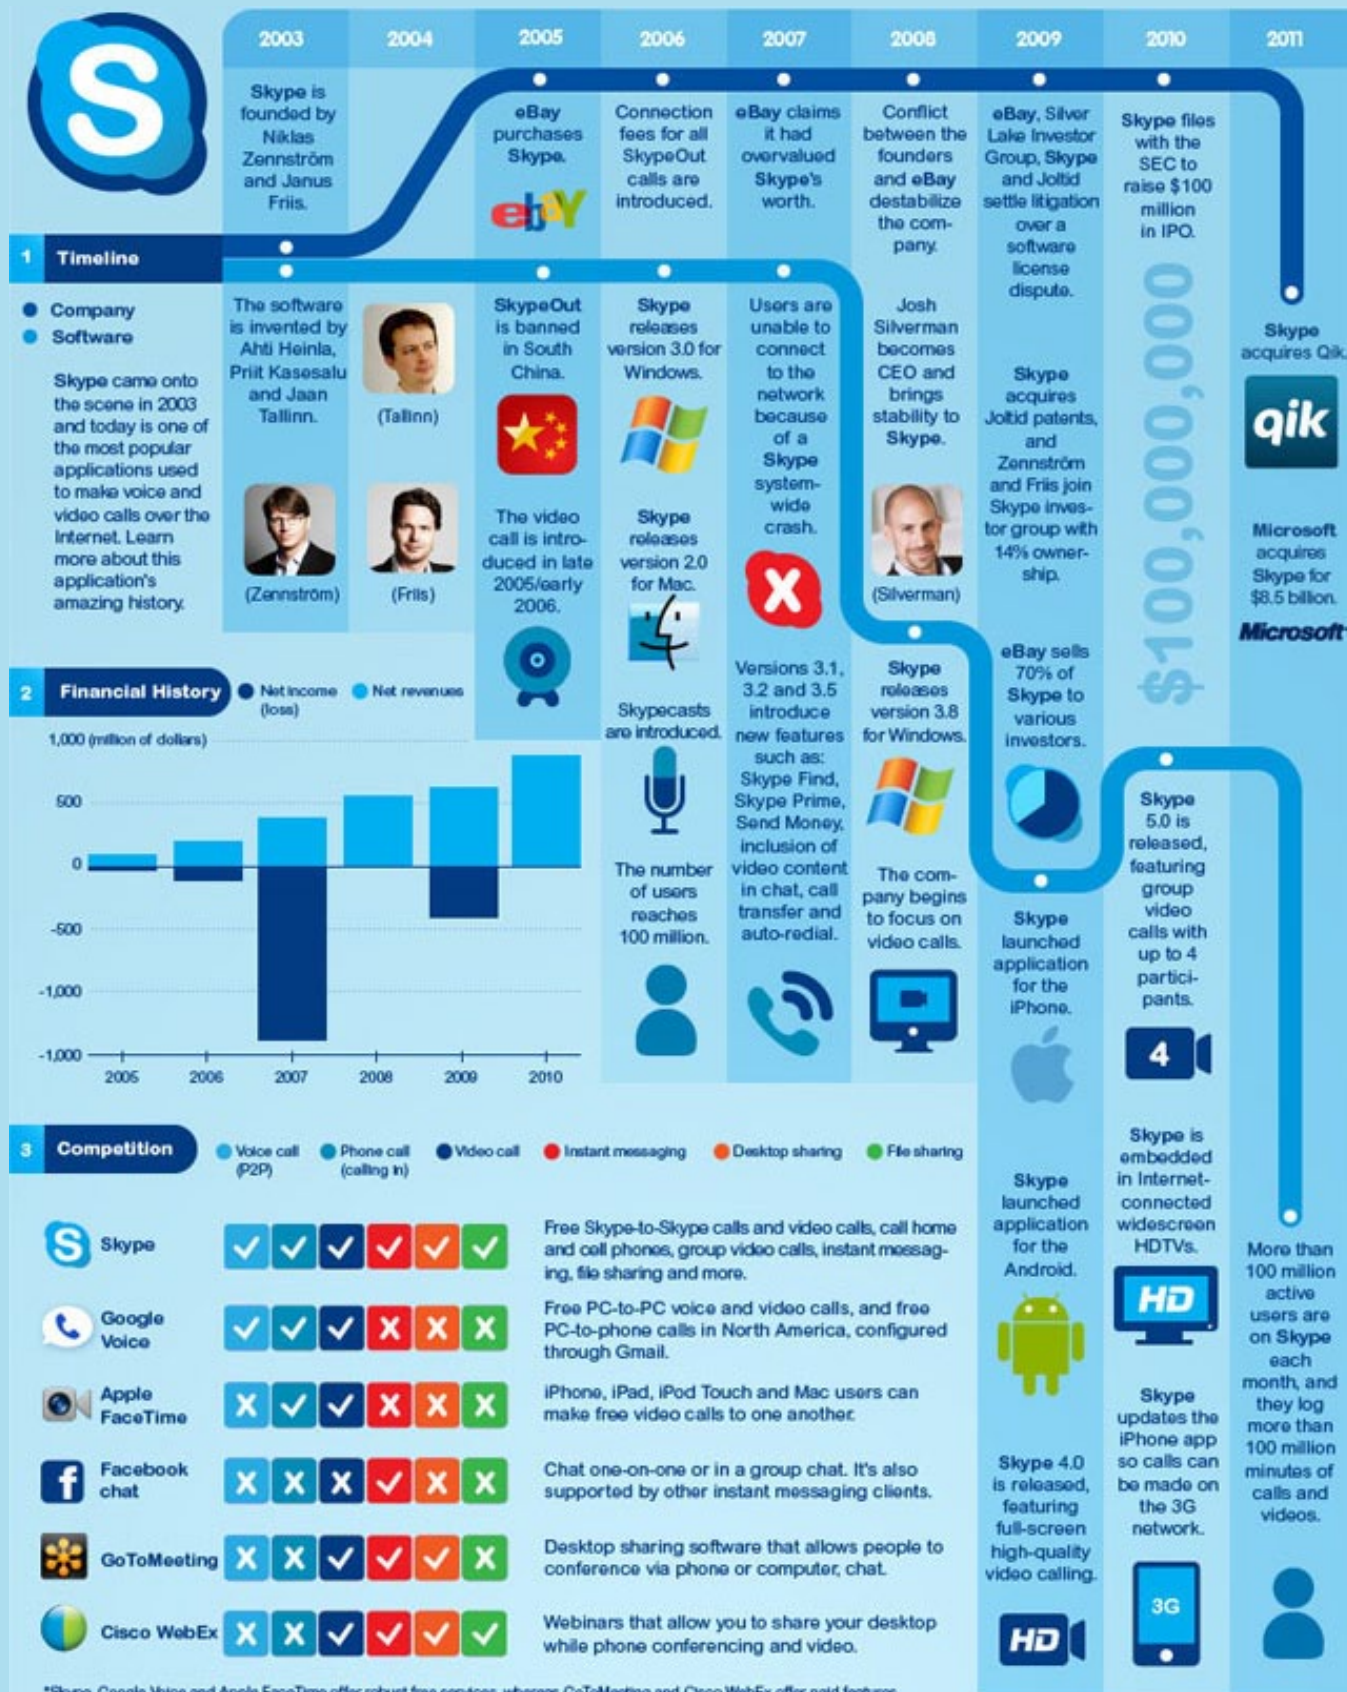 S
2003
2004
2005
2006
2007
2008
2009
2010
2011
Skype is
founded by
Niklas
Zennström
and Janus
Friis.
eBay
purchases
Skype.
ebay
Connection
fees for all
SkypeOut
calls are
introduced.
eBay claims
it had
overvalued
Skype's
worth.
Conflict
between the
founders
and eBay
destabilize
the com-
pany.
eBay, Silver
Lake Investor
Group, Skype
and Joltid
settle litigation
over a
software
license
dispute.
Skype files
with the
SEC to
raise $100
million
in IPO.
$100,000,000
Skype
acquires Qik.
qik
Microsoft
acquires
Skype for
$8.5 billion.
Microsoft
1 Timeline
Company
Software
Skype came onto
the scene in 2003
and today is one of
the most popular
applications used
to make voice and
video calls over the
Internet. Learn
more about this
application's
amazing history.
The software
is invented by
Ahti Heinla,
Priit Kasesalu
and Jaan
Tallinn.
(Tallinn)
(Zennström)
(Friis)
SkypeOut
is banned
in South
China.
The video
call is intro-
duced in late
2005/early
2006.
Skype
releases
version 3.0 for
Windows.
Skype
releases
version 2.0
for Mac.
Skypecasts
are introduced.
The number
of users
reaches
100 million.
Users are
unable to
connect
to the
network
because
of a
Skype
system-
wide
crash.
X
Versions 3.1,
3.2 and 3.5
introduce
new features
such as:
Skype Find,
Skype Prime,
Send Money,
inclusion of
video content
in chat, call
transfer and
auto-redial.
Josh
Silverman
becomes
CEO and
brings
stability to
Skype.
(Silverman)
Skype
releases
version 3.8
for Windows.
The com-
pany begins
to focus on
video calls.
Skype
acquires
Joltid patents,
and
Zennström
and Friis join
Skype inves-
tor group with
14% owner-
ship.
eBay sells
70% of
Skype to
various
investors.
Skype
launched
application
for the
iPhone.
Skype
launched
application
for the
Android.
Skype 4.0
is released,
featuring
full-screen
high-quality
video calling.
HD
Skype
5.0 is
released,
featuring
group
video
calls with
up to 4
partici-
pants.
4
Skype is
embedded
in Internet-
connected
widescreen
HDTVs.
HD
Skype
updates the
iPhone app
so calls can
be made on
the 3G
network.
3G
More than
100 million
active
users are
on Skype
each
month, and
they log
more than
100 million
minutes of
calls and
videos.
2 Financial History
Net income
(loss)
Net revenues
1,000 (million of dollars)
500
0
-500
-1,000
-1,000
2005
2006
2007
2008
2009
2010
3 Competition
Voice call
(P2P)
Phone call
(calling in)
Video call
Instant messaging
Desktop sharing
File sharing
S Skype
Free Skype-to-Skype calls and video calls, call home
and cell phones, group video calls, instant messag-
ing, file sharing and more.
Google
Voice
Free PC-to-PC voice and video calls, and free
PC-to-phone calls in North America, configured
through Gmail.
Apple
FaceTime
iPhone, iPad, iPod Touch and Mac users can
make free video calls to one another.
f Facebook
chat
Chat one-on-one or in a group chat. It's also
supported by other instant messaging clients.
GoToMeeting
Desktop sharing software that allows people to
conference via phone or computer, chat.
Cisco WebEx
Webinars that allow you to share your desktop
while phone conferencing and video.
*Skype, Google Voice and Apple FaceTime offer robust free services, whereas GoToMeeting and Cisco WebEx offer paid features.